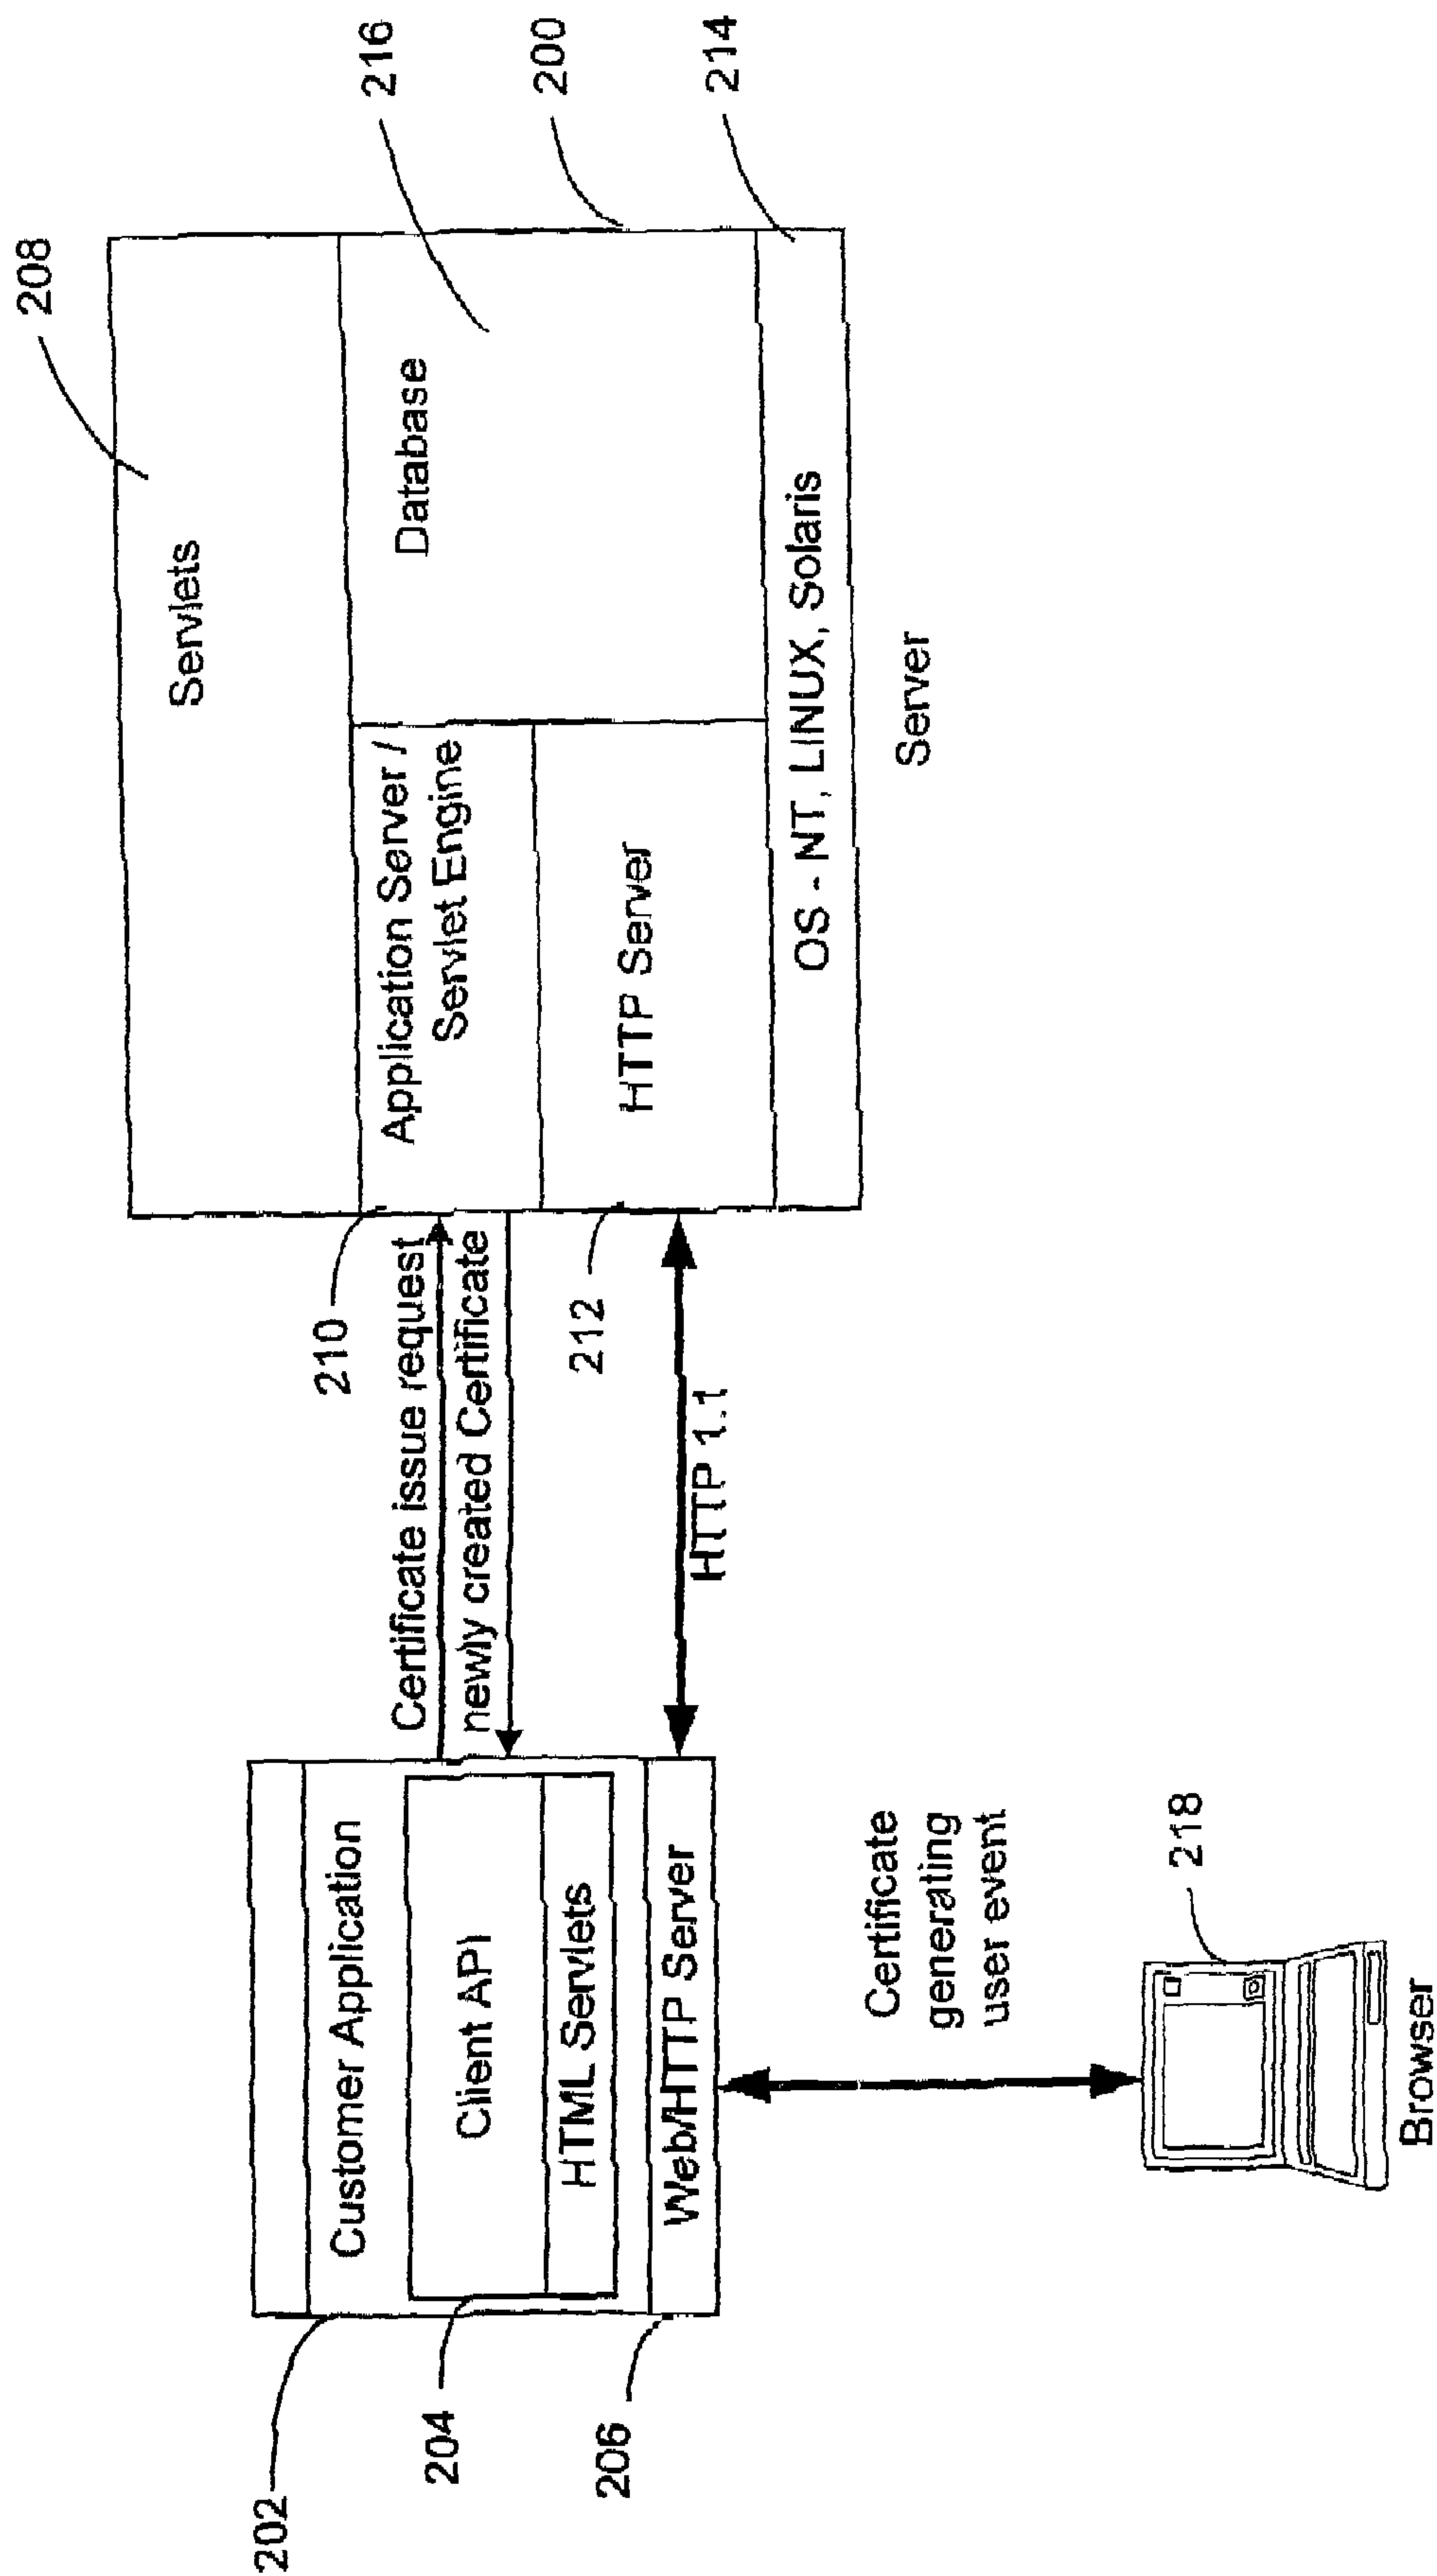 208
216
200
214
Servlets
Application Server /
Servlet Engine
Database
HTTP Server
OS - NT, LINUX, Solaris
Server
210
212
Certificate issue request
newly created Certificate
HTTP 1.1
202
204
206
Customer Application
Client API
HTML Servlets
Web/HTTP Server
Certificate
generating
user event
218
Browser